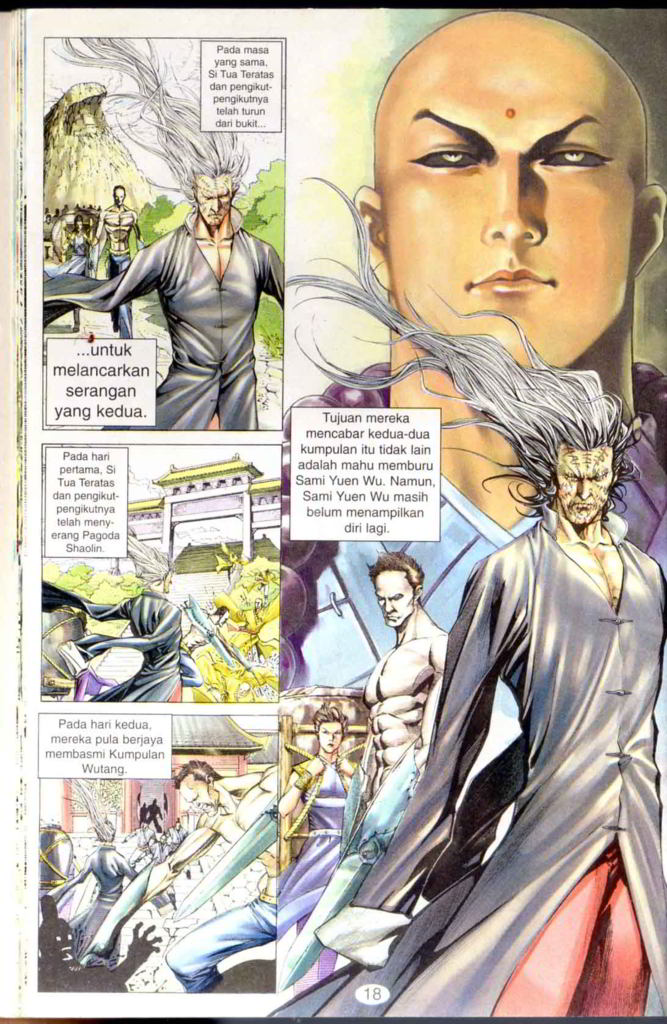 Pada masa
yang sama,
Si Tua Teratas
dan pengikut-
pengikutnya
telah turun
dari bukit...
...untuk
melancarkan
serangan
yang kedua.
Tujuan mereka
mencabar kedua-dua
kumpulan itu tidak lain
adalah mahu memburu
Sami Yuen Wu. Namun,
Sami Yuen Wu masih
belum menampilkan
diri lagi.
Pada hari
pertama, Si
Tua Teratas
dan pengikut-
pengikutnya
telah meny-
erang Pagoda
Shaolin.
Pada hari kedua,
mereka pula berjaya
membasmi Kumpulan
Wutang.
18